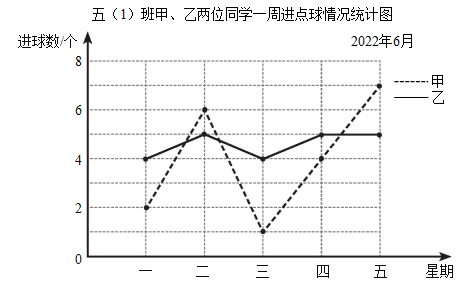 五（1）班甲、乙两位同学一周进点球情况统计图
进球数/个
2022年6月
8
甲
乙
6
4
2
0
一 二 三 四 五 星期